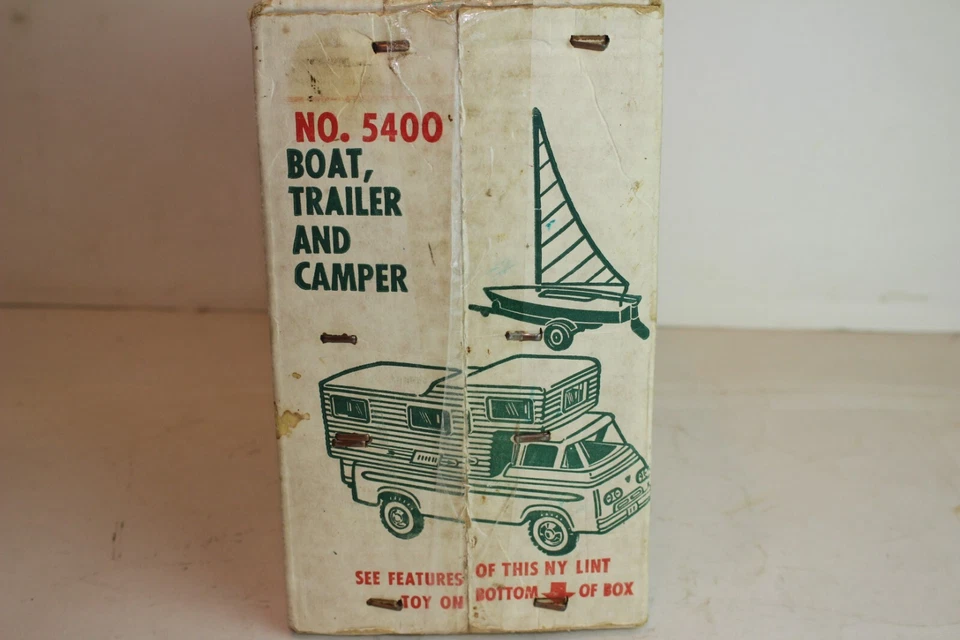 NO. 5400
BOAT,
TRAILER
AND
CAMPER
SEE FEATURES OF THIS NY LINT
TOY ON BOTTOM OF BOX